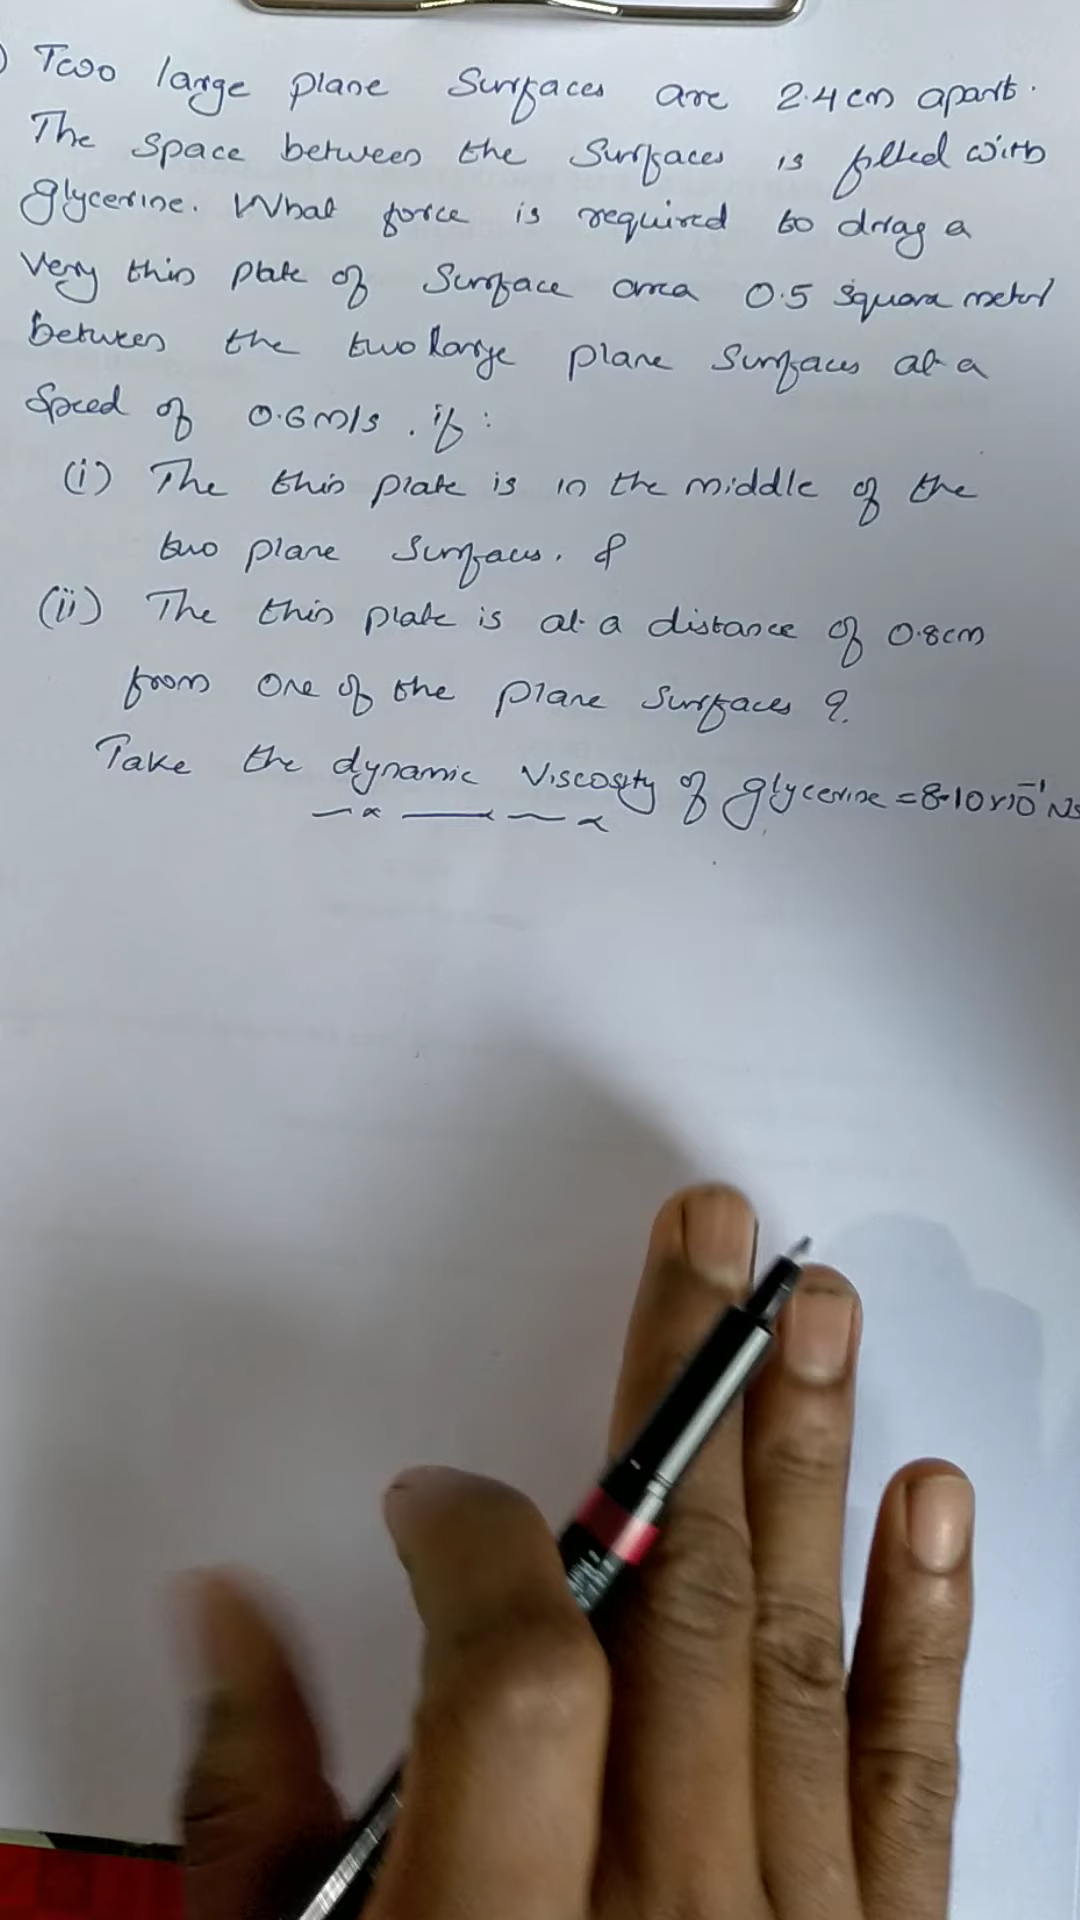 ) Two large plane Surfaces are 2.4 cm apart.
The space between the Surfaces is filled with
glycerine. What force is required to drag a
Very thin plate of Surface area 0.5 Square meter
between the two large plane Surfaces at a
Speed of 0.6 m/s, if :
(i) The thin plate is in the middle of the
two plane Surfaces. &
(ii) The thin plate is at a distance of 0.8cm
from one of the plane Surfaces ?.
Take the dynamic Viscosity of glycerine = 8.10 x 10⁻¹ Ns